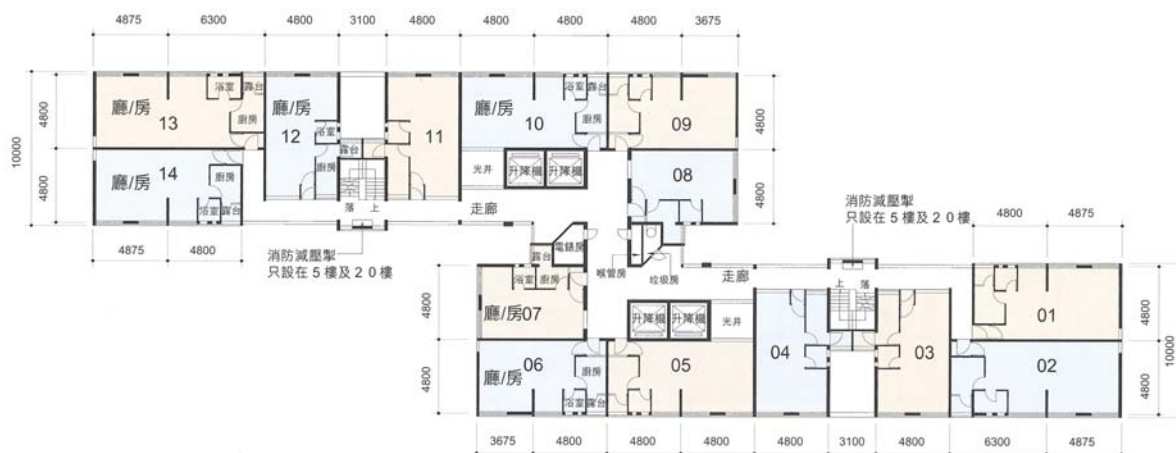 4875 6300 4800 3100 4800 4800 4800 4800 3675
10000
4800
4800
4800
4800
廳/房
13
浴室
露台
廚房
廳/房
12
浴室
露台
廚房
11
廳/房
10
浴室
露台
廚房
09
廳/房
14
廚房
浴室
露台
落 上
光井
升降機
升降機
走廊
08
4875 4800
消防減壓掣
只設在5樓及20樓
消防減壓掣
只設在5樓及20樓
4800 4875
露台
電錶房
喉管房
垃圾房
走廊
上 落
浴室
廚房
廳/房07
升降機
升降機
光井
04
03
01
02
廳/房
06
廚房
浴室
露台
05
4800
4800
4800
4800
10000
3675 4800 4800 4800 4800 3100 4800 6300 4875